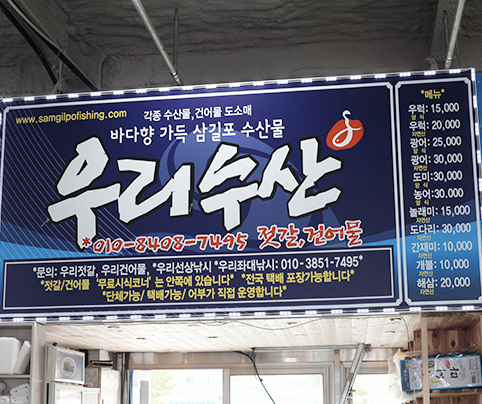 www.samgilpofishing.com
각종 수산물,건어물 도소매
바다향 가득 삼길포 수산물
우리수산
*010-8408-7495 젓갈,건어물
*문의: 우리젓갈, 우리건어물, *우리선상낚시 *우리좌대낚시: 010-3851-7495*
*젓갈/건어물 '무료시식코너' 는 안쪽에 있습니다* *전국 택배 포장가능합니다*
*단체가능/ 택배가능/ 어부가 직접 운영합니다*
*메뉴*
우럭: 15,000
양 식
우럭: 20,000
자연산
광어: 25,000
양 식
광어: 30,000
자연산
도미:30,000
양 식
농어:30.000
자연산
놀래미: 15,000
자연산
도다리: 30,000
자연산
간재미: 10,000
자연산
개불: 10,000
자연산
해삼: 20,000
자연산